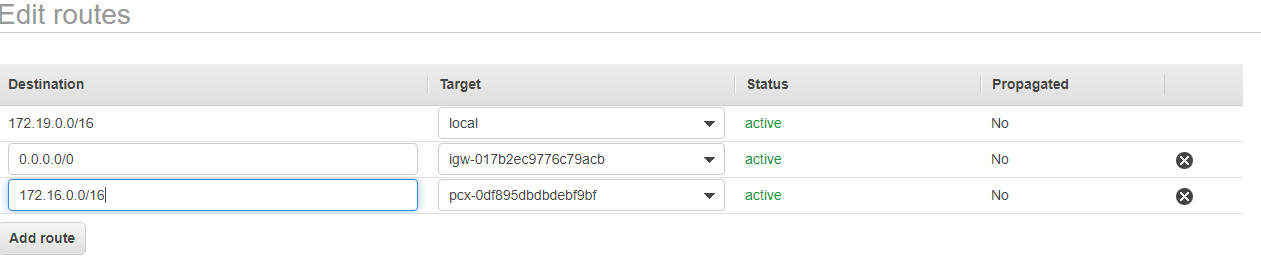 Edit routes
Destination Target Status Propagated
172.19.0.0/16 local active No
0.0.0.0/0 igw-017b2ec9776c79acb active No
172.16.0.0/16 pcx-0df895dbdbdebf9bf active No
Add route